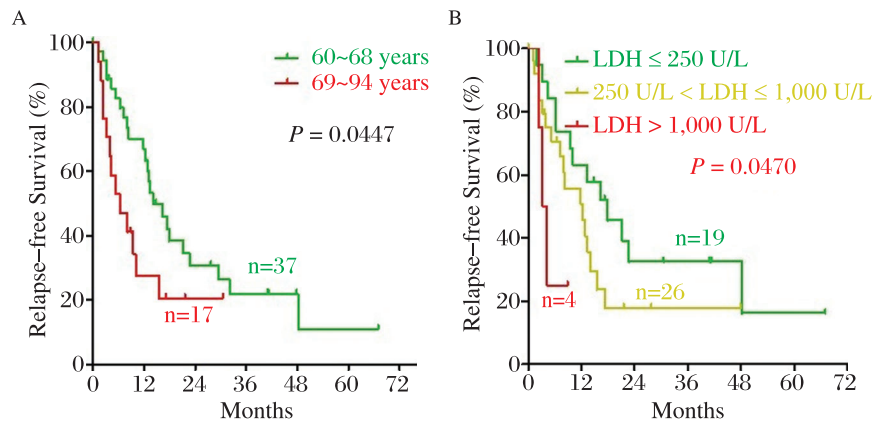 A
Relapse-free Survival (%)
100
80
60
40
20
0
60~68 years
69~94 years
P = 0.0447
n=37
n=17
0 12 24 36 48 60 72
Months
B
Relapse-free Survival (%)
100
80
60
40
20
0
LDH ≤ 250 U/L
250 U/L < LDH ≤ 1,000 U/L
LDH > 1,000 U/L
P = 0.0470
n=19
n=4
n=26
0 12 24 36 48 60 72
Months